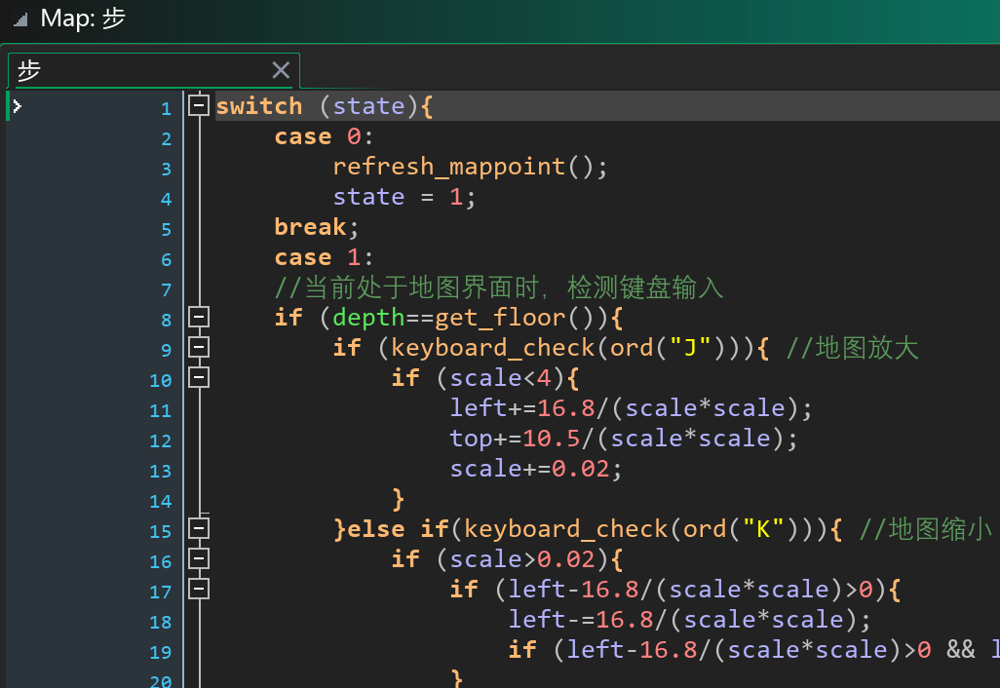 Map: 步
步
1 switch (state){
2 case 0:
3 refresh_mappoint();
4 state = 1;
5 break;
6 case 1:
7 //当前处于地图界面时，检测键盘输入
8 if (depth==get_floor()){
9 if (keyboard_check(ord("J"))){ //地图放大
10 if (scale<4){
11 left+=16.8/(scale*scale);
12 top+=10.5/(scale*scale);
13 scale+=0.02;
14 }
15 }else if(keyboard_check(ord("K"))){ //地图缩小
16 if (scale>0.02){
17 if (left-16.8/(scale*scale)>0){
18 left-=16.8/(scale*scale);
19 if (left-16.8/(scale*scale)>0 && l
20 }